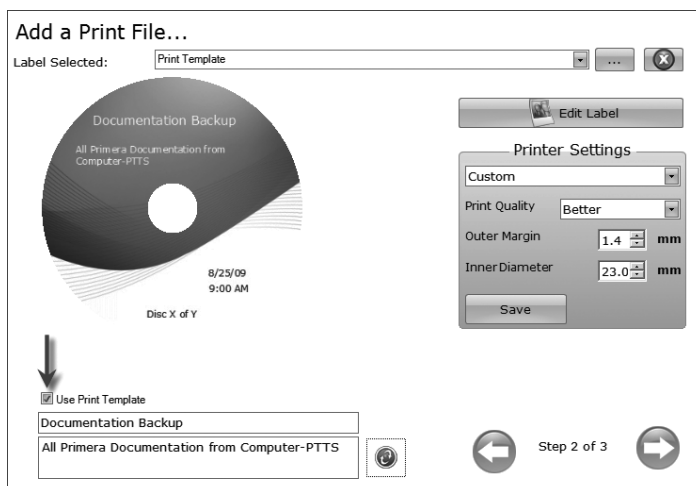 Add a Print File...
Label Selected:
Print Template
...
Documentation Backup
All Primera Documentation from
Computer-PTTS
8/25/09
9:00 AM
Disc X of Y
Edit Label
Printer Settings
Custom
Print Quality
Better
Outer Margin
1.4
mm
InnerDiameter
23.0
mm
Save
Use Print Template
Documentation Backup
All Primera Documentation from Computer-PTTS
Step 2 of 3